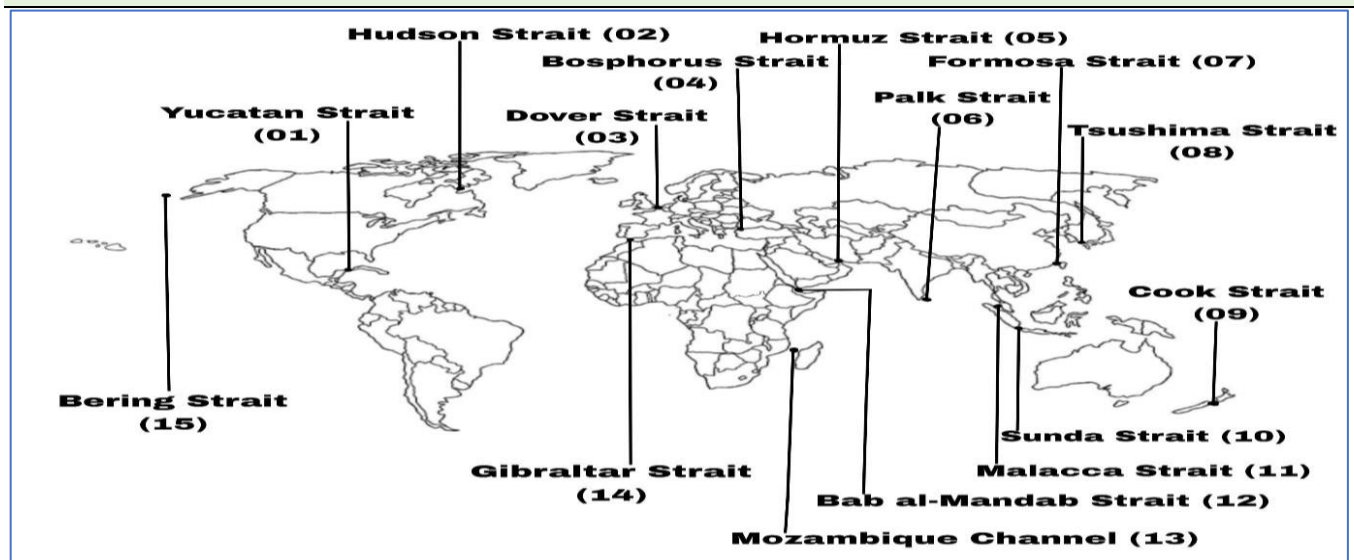 Hudson Strait (02)
Hormuz Strait (05)
Bosphorus Strait
(04)
Formosa Strait (07)
Yucatan Strait
(01)
Dover Strait
(03)
Palk Strait
(06)
Tsushima Strait
(08)
Cook Strait
(09)
Bering Strait
(15)
Sunda Strait (10)
Gibraltar Strait
(14)
Malacca Strait (11)
Bab al-Mandab Strait (12)
Mozambique Channel (13)